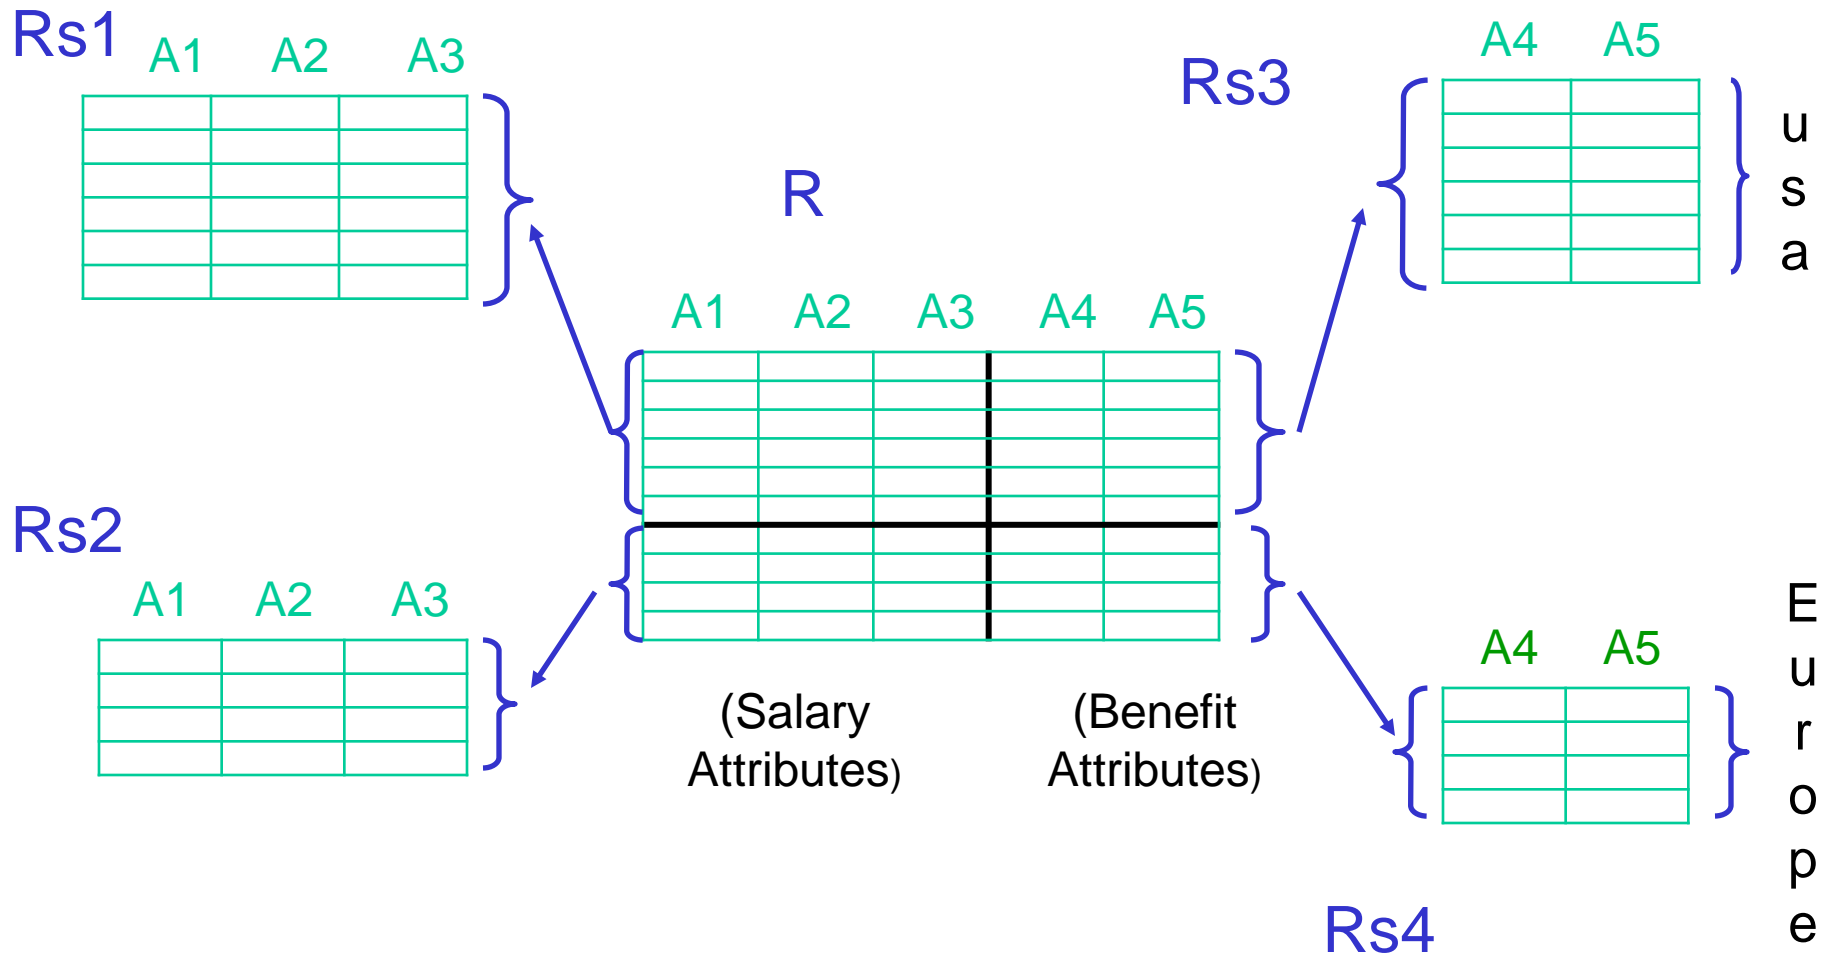 Rs1
A1 A2 A3
Rs3
A4 A5
u
s
a
R
A1 A2 A3 A4 A5
Rs2
A1 A2 A3
(Salary
Attributes)
(Benefit
Attributes)
A4 A5
E
u
r
o
p
e
Rs4